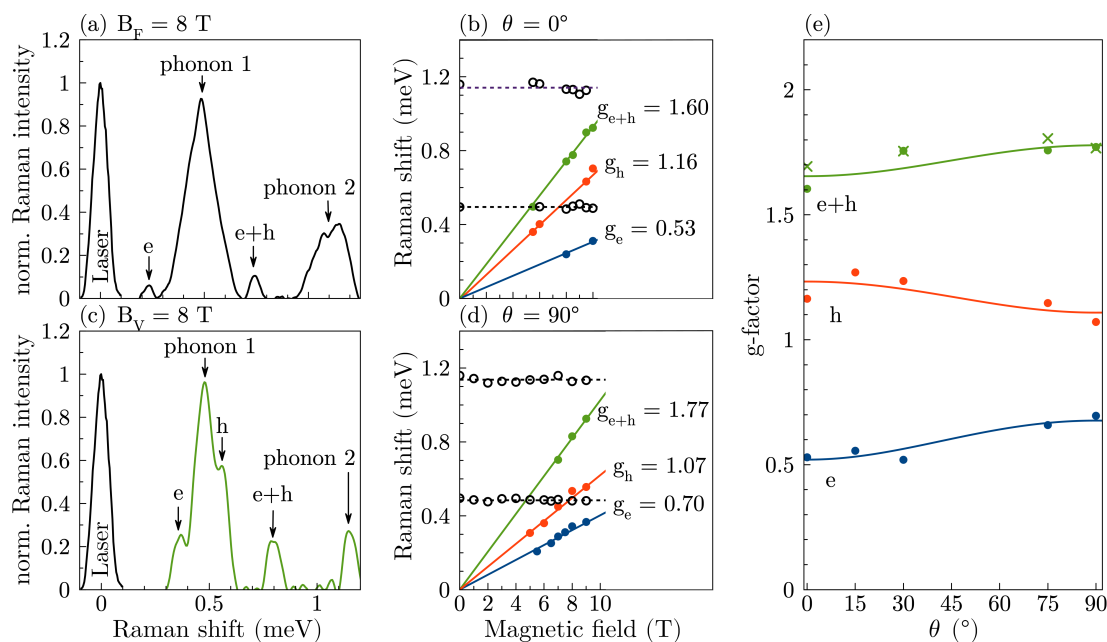 (a) B_F = 8 T
norm. Raman intensity
1.2
1
0.8
0.6
0.4
0.2
0
Laser
e
phonon 1
e+h
phonon 2
(b) θ = 0°
Raman shift (meV)
1.2
0.8
0.4
0
g_e+h = 1.60
g_h = 1.16
g_e = 0.53
(c) B_V = 8 T
norm. Raman intensity
1.2
1
0.8
0.6
0.4
0.2
0
Laser
e
phonon 1
h
e+h
phonon 2
0 0.5 1
Raman shift (meV)
(d) θ = 90°
Raman shift (meV)
1.2
0.8
0.4
0
g_e+h = 1.77
g_h = 1.07
g_e = 0.70
0 2 4 6 8 10
Magnetic field (T)
(e)
g-factor
2
1.5
1
0.5
0
e+h
h
e
0 15 30 45 60 75 90
θ (°)